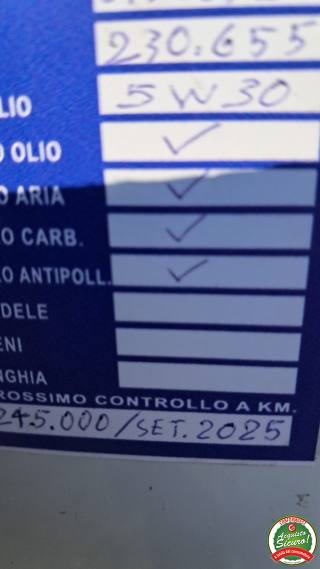 230.655
LIO 5W30
O OLIO ✓
O ARIA ✓
O CARB. ✓
O ANTIPOLL. ✓
DELE
ENI
NGHIA
ROSSIMO CONTROLLO A KM.
245.000/SET.2025
Acquisto
Sicuro!